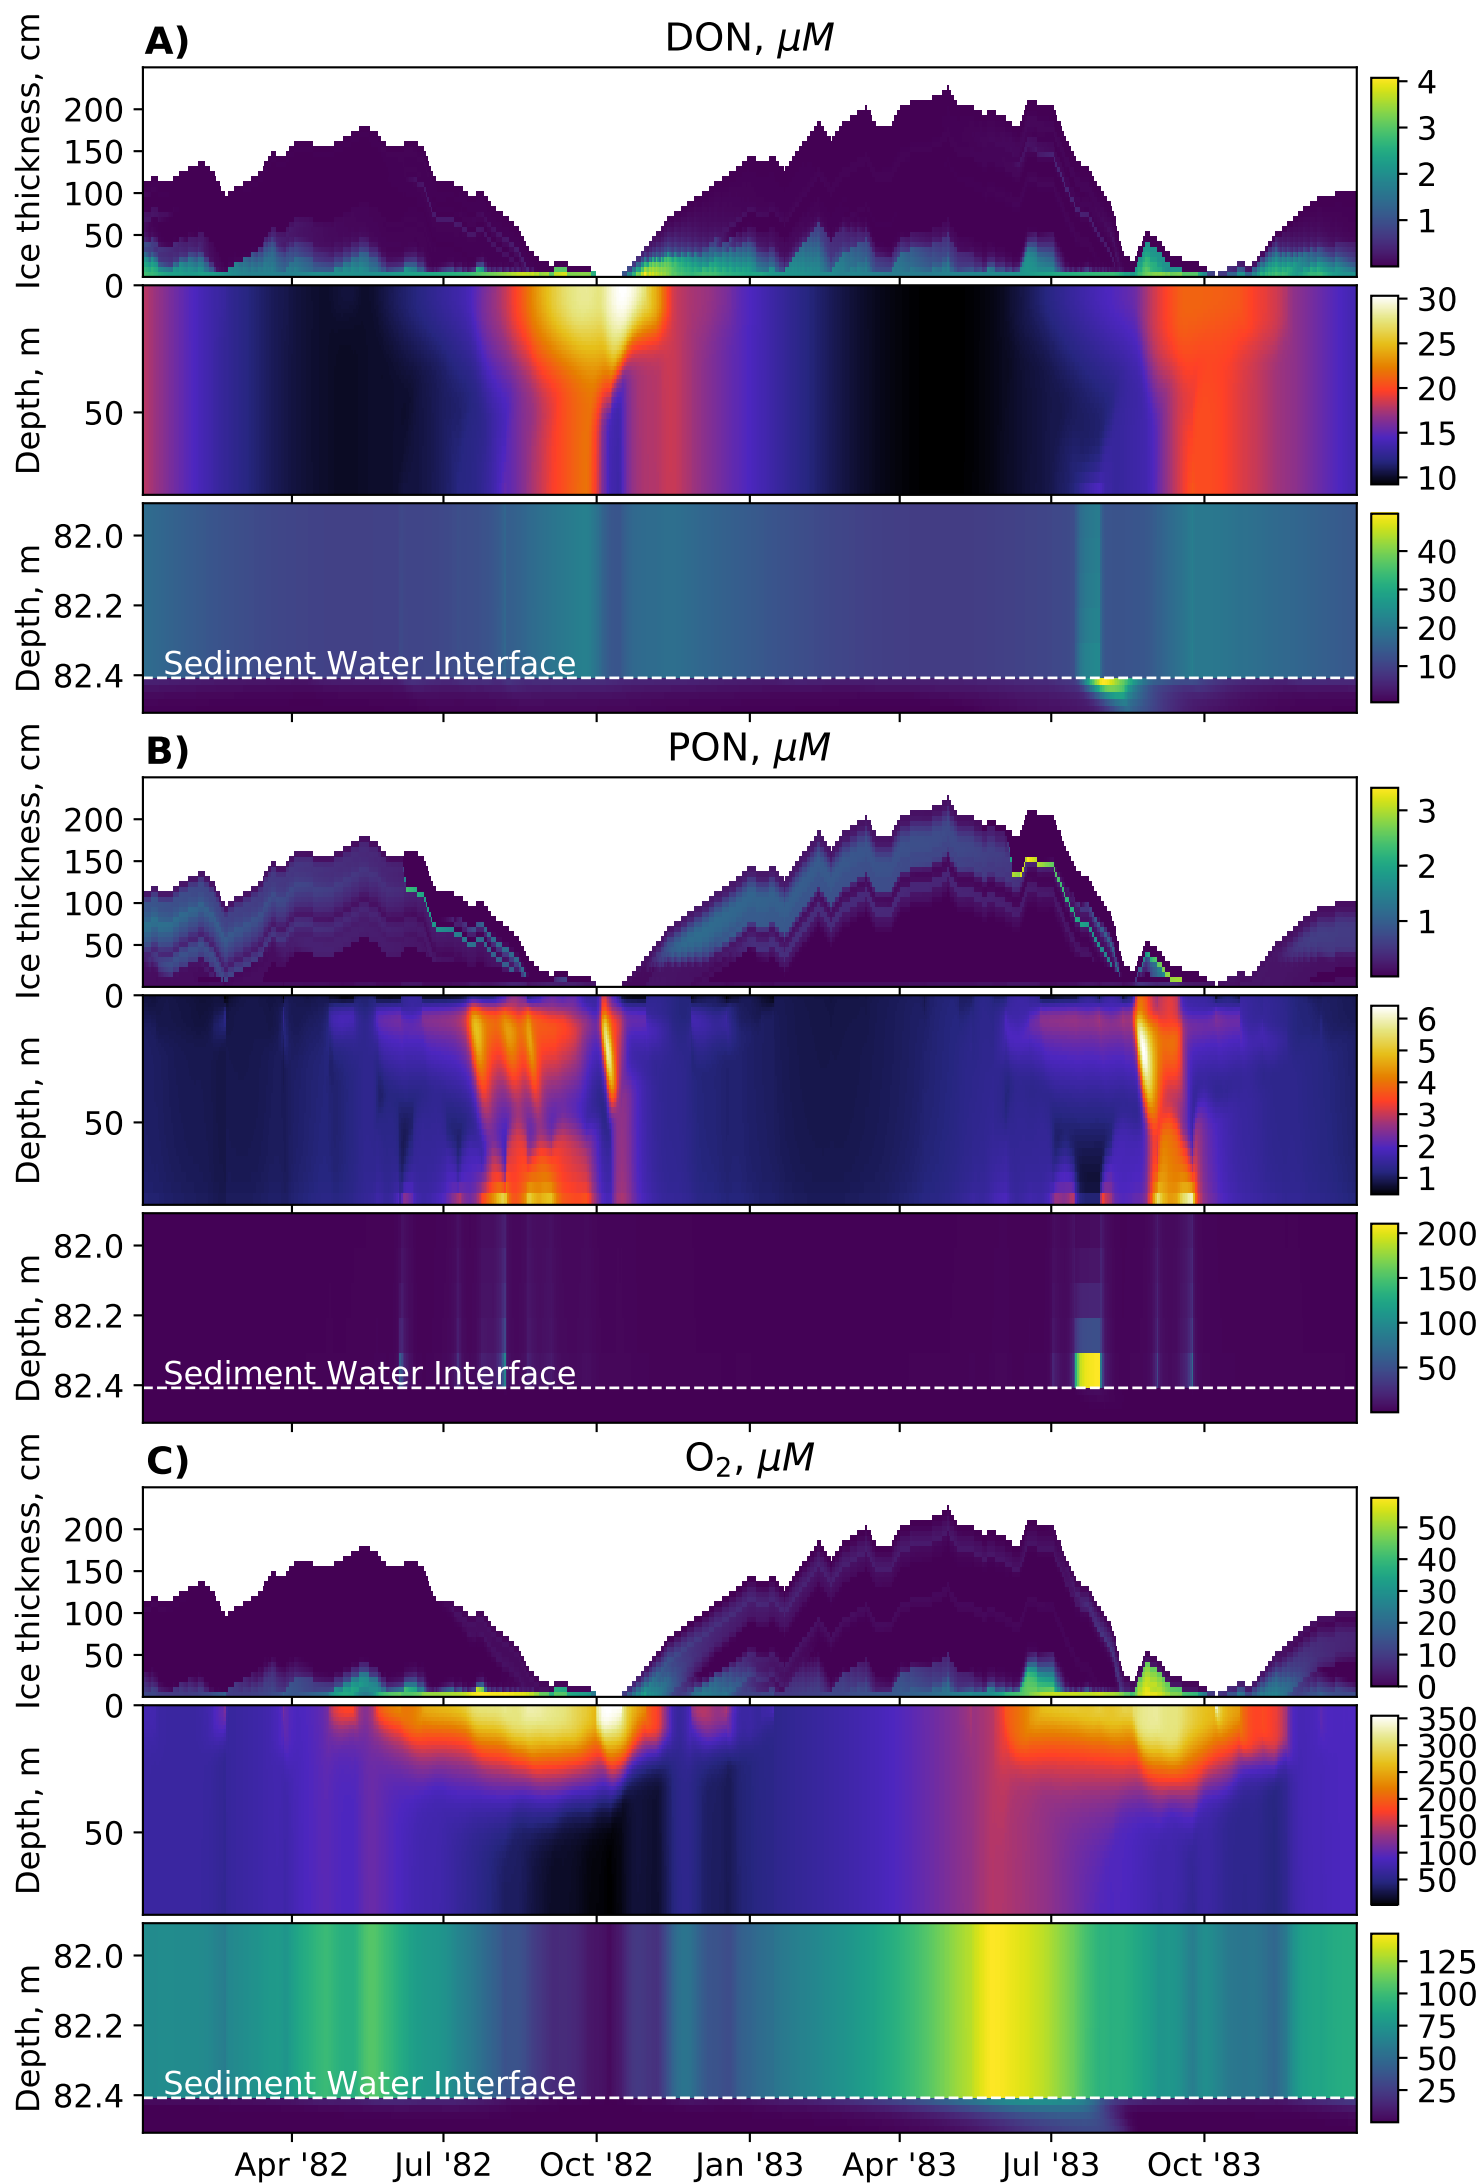 A)
DON, μM
Ice thickness, cm
200
150
100
50
0
4
3
2
1
Depth, m
0
50
30
25
20
15
10
Depth, m
82.0
82.2
82.4
Sediment Water Interface
40
30
20
10
B)
PON, μM
Ice thickness, cm
200
150
100
50
0
3
2
1
Depth, m
50
6
5
4
3
2
1
Depth, m
82.0
82.2
82.4
Sediment Water Interface
200
150
100
50
C)
O₂, μM
Ice thickness, cm
200
150
100
50
0
50
40
30
20
10
0
Depth, m
50
350
300
250
200
150
100
50
Depth, m
82.0
82.2
82.4
Sediment Water Interface
125
100
75
50
25
Apr '82
Jul '82
Oct '82
Jan '83
Apr '83
Jul '83
Oct '83